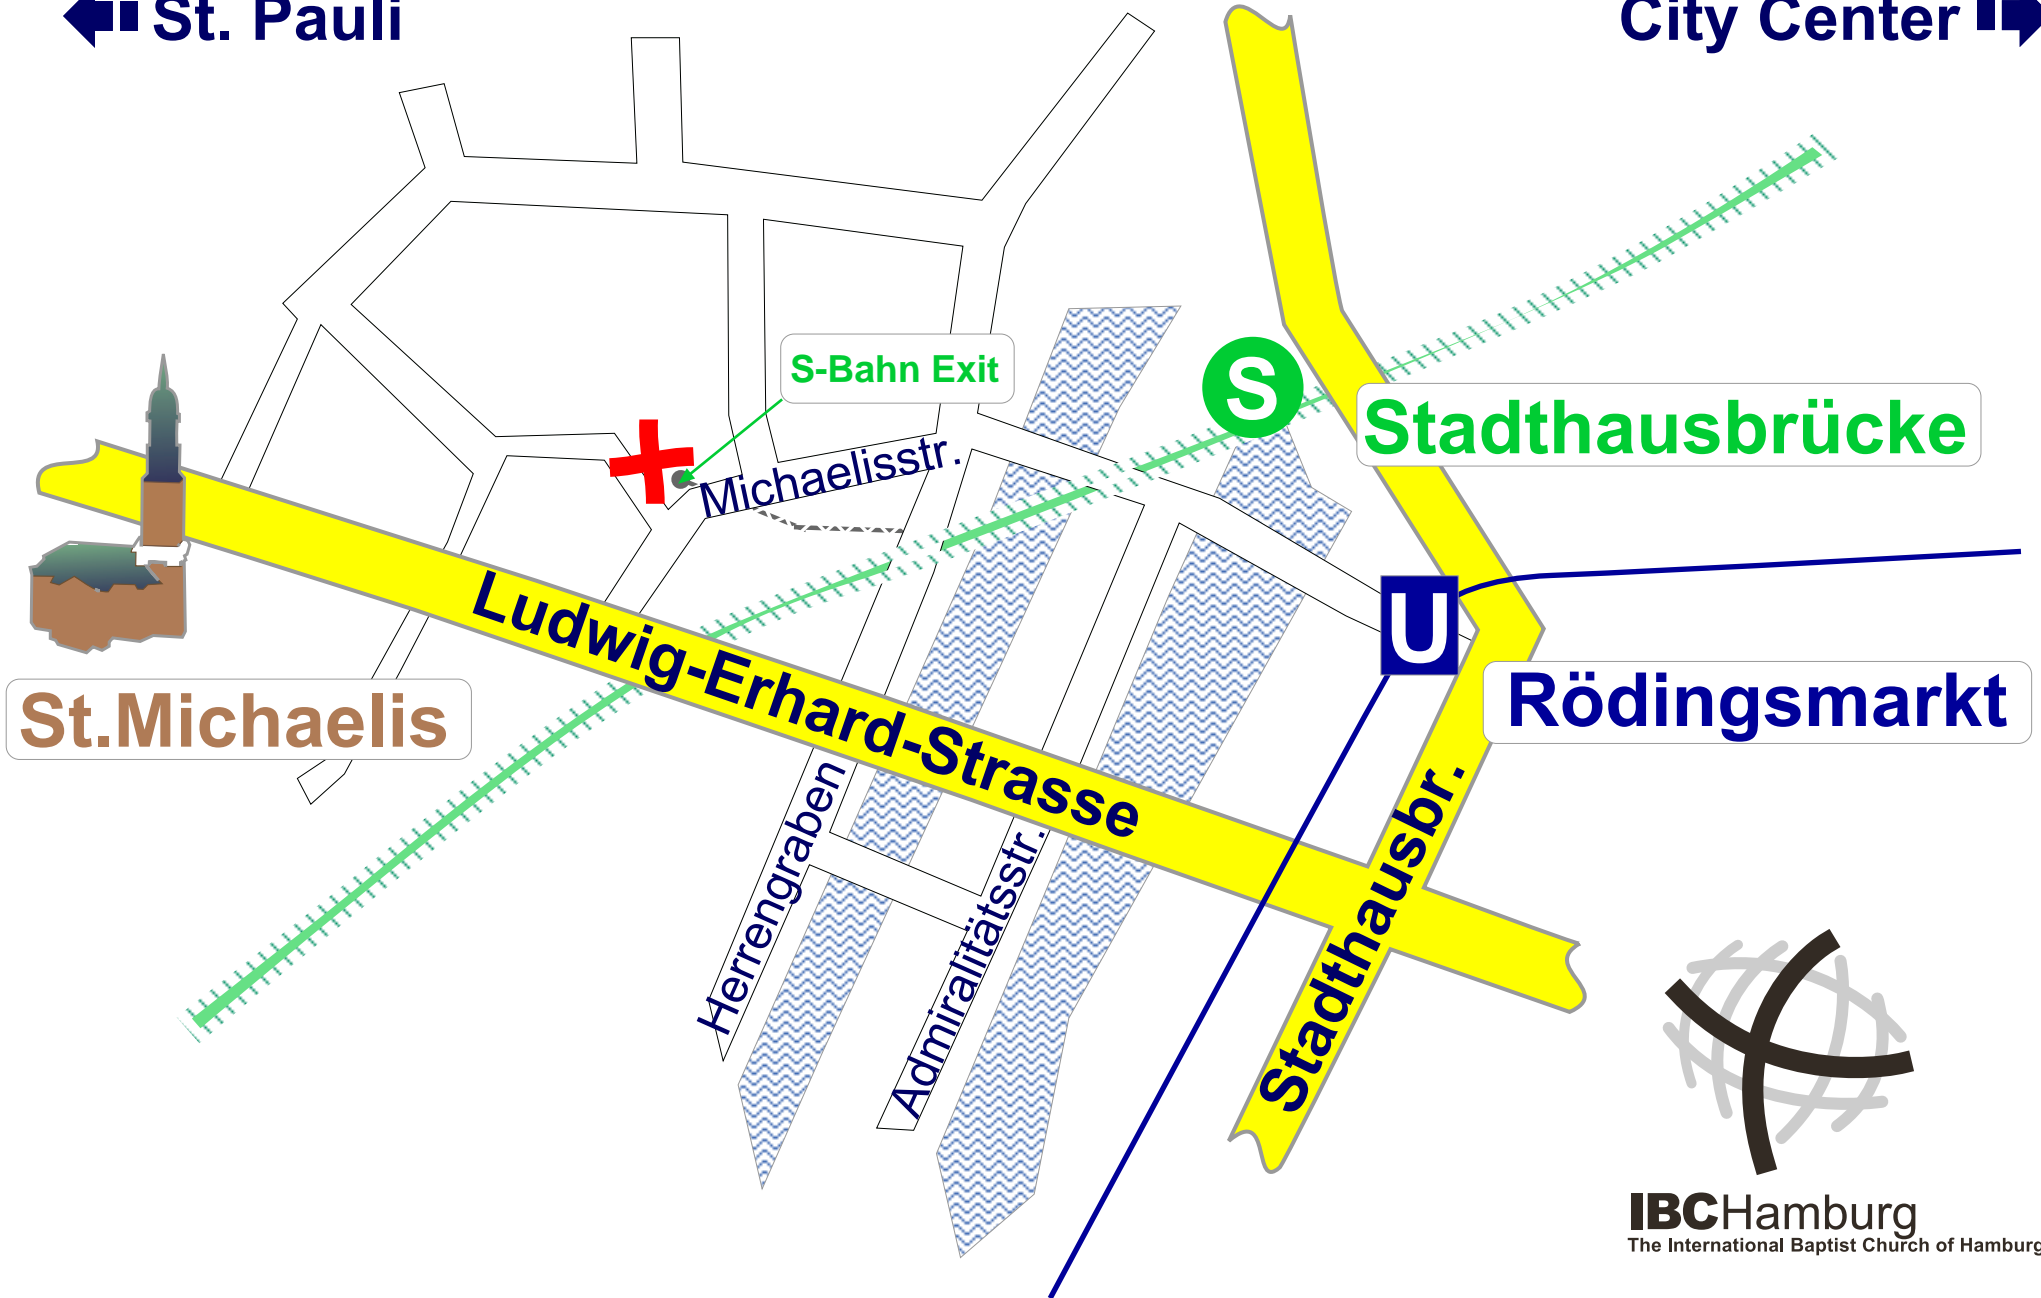 St. Pauli
City Center
S-Bahn Exit
S
Stadthausbrücke
Michaelisstr.
Ludwig-Erhard-Strasse
U
Rödingsmarkt
St.Michaelis
Herrengraben
Admiralitätsstr.
Stadthausbr.
IBCHamburg
The International Baptist Church of Hamburg